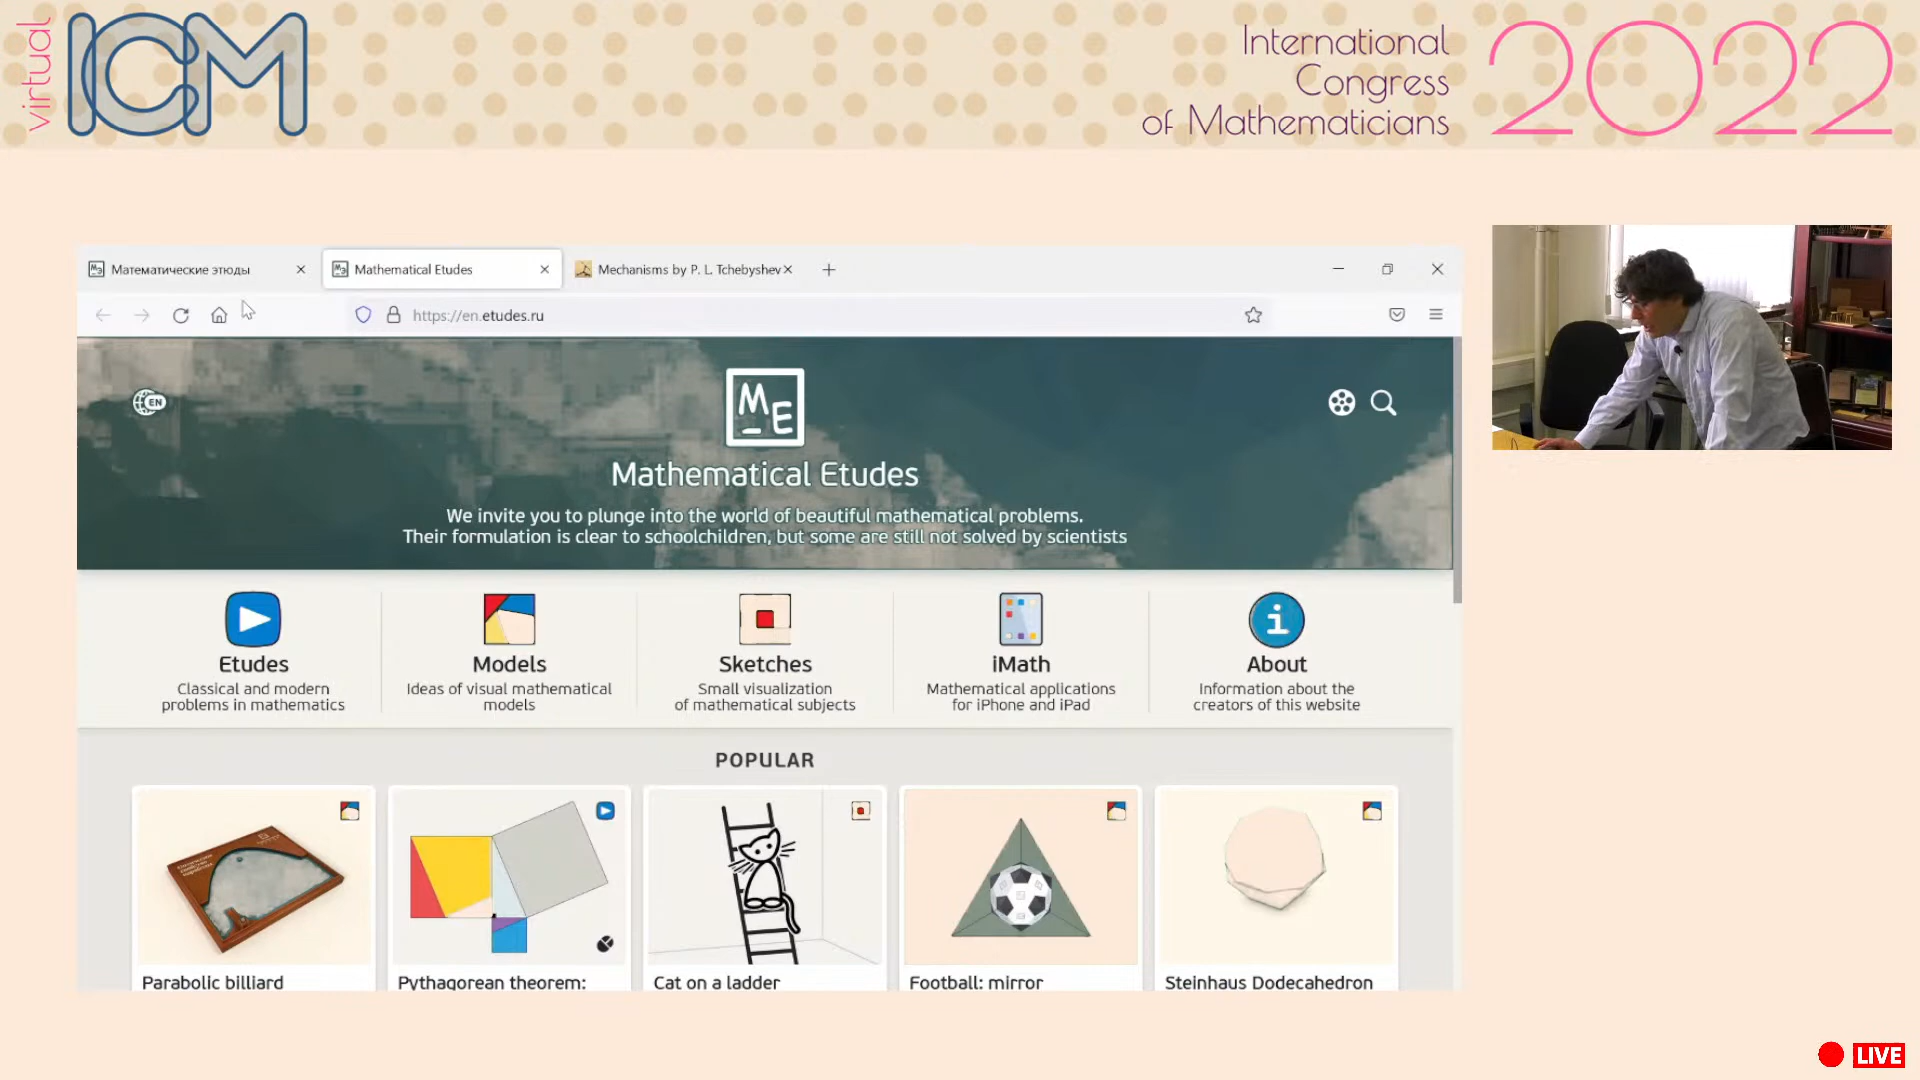 virtual
ICM
International
Congress
of Mathematicians
2022
Математические этюды
Mathematical Etudes
Mechanisms by P. L. Tchebyshev
https://en.etudes.ru
EN
ME
Mathematical Etudes
We invite you to plunge into the world of beautiful mathematical problems.
Their formulation is clear to schoolchildren, but some are still not solved by scientists
Etudes
Classical and modern
problems in mathematics
Models
Ideas of visual mathematical
models
Sketches
Small visualization
of mathematical subjects
iMath
Mathematical applications
for iPhone and iPad
About
Information about the
creators of this website
POPULAR
Parabolic billiard
Pythagorean theorem:
Cat on a ladder
Football: mirror
Steinhaus Dodecahedron
LIVE